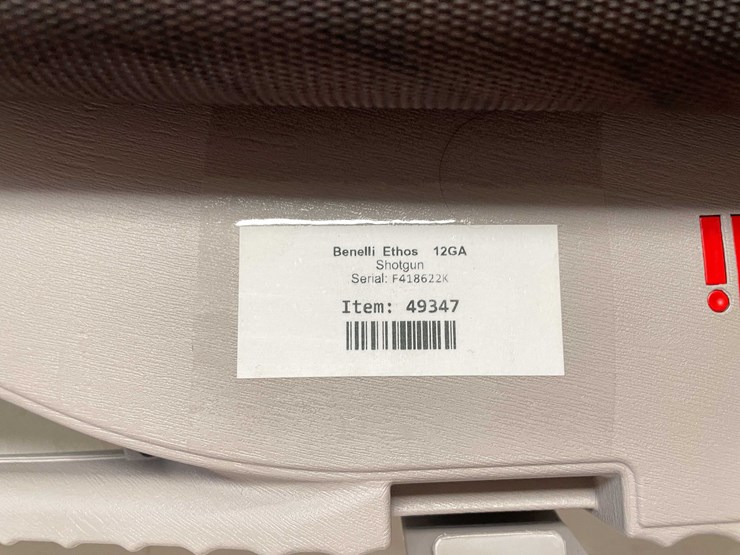 Benelli Ethos 12GA
Shotgun
Serial: F418622K
Item: 49347